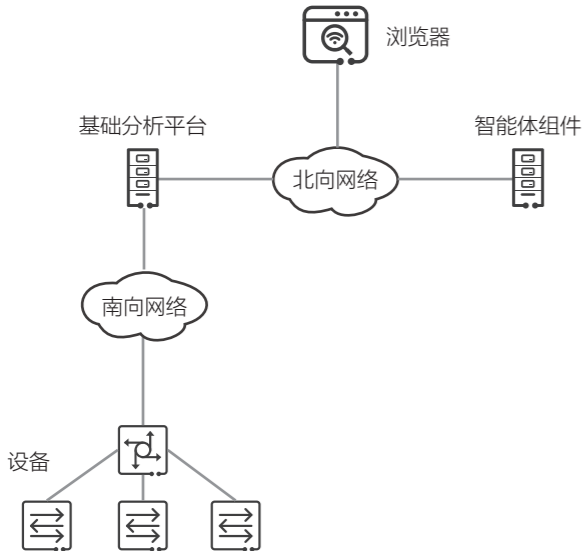 浏览器
基础分析平台
智能体组件
北向网络
南向网络
设备